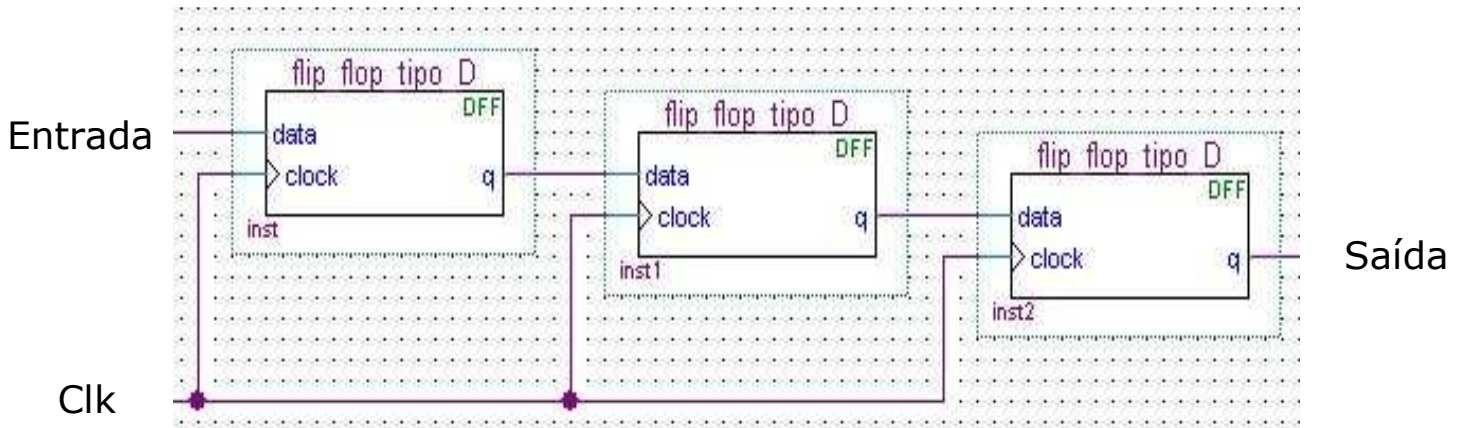 flip flop tipo D
DFF
Entrada
data
clock
q
inst
flip flop tipo D
DFF
data
clock
q
inst1
flip flop tipo D
DFF
data
clock
q
inst2
Saída
Clk